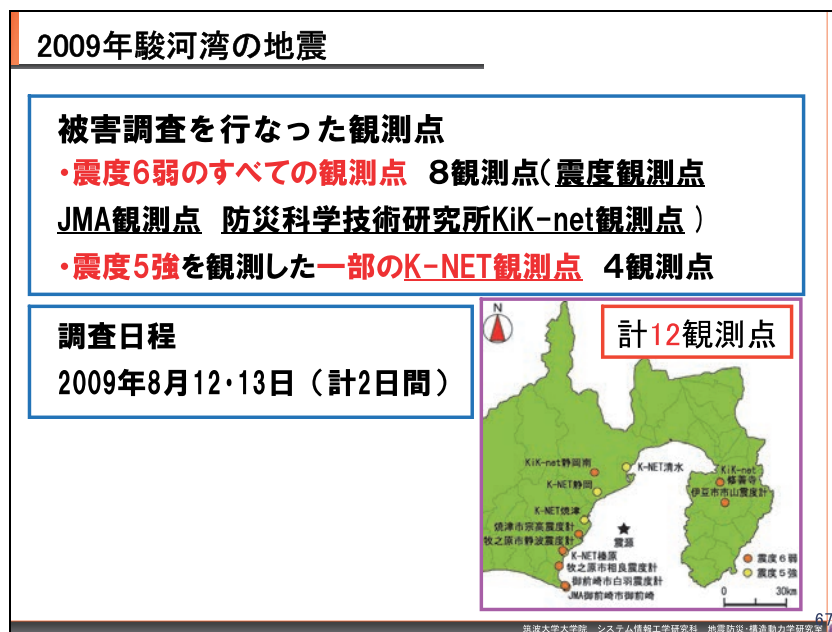 2009年駿河湾の地震
被害調査を行なった観測点
・震度6弱のすべての観測点 8観測点(震度観測点
JMA観測点 防災科学技術研究所KiK-net観測点 )
・震度5強を観測した一部のK-NET観測点 4観測点
調査日程
2009年8月12・13日(計2日間)
計12観測点
N
KiK-net静岡南
K-NET清水
KiK-net
修善寺
K-NET静岡
伊豆市市山震度計
K-NET焼津
焼津市宗高震度計
牧之原市静波震度計
震源
K-NET榛原
牧之原市相良震度計
御前崎市白羽震度計
JMA御前崎市御前崎
震度6弱
震度5強
0 30km
筑波大学大学院 システム情報工学研究科 地震防災・構造動力学研究室
67